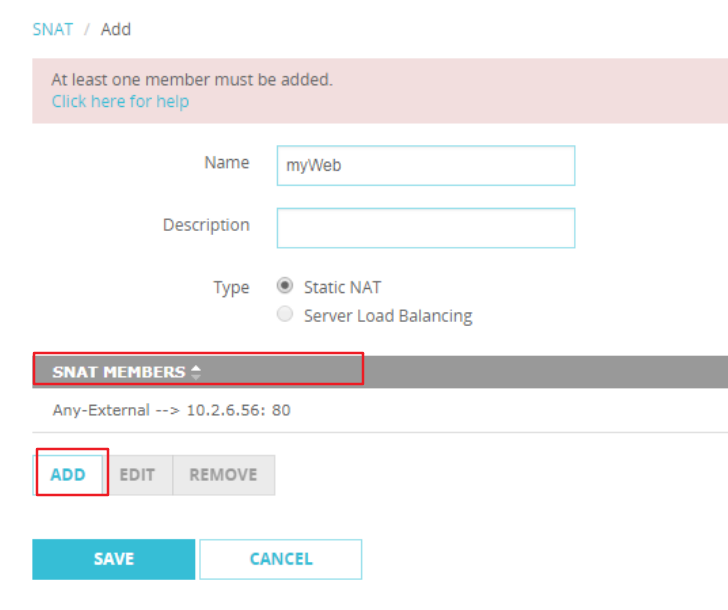 SNAT / Add
At least one member must be added.
Click here for help
Name myWeb
Description
Type Static NAT
Server Load Balancing
SNAT MEMBERS
Any-External --> 10.2.6.56: 80
ADD EDIT REMOVE
SAVE CANCEL